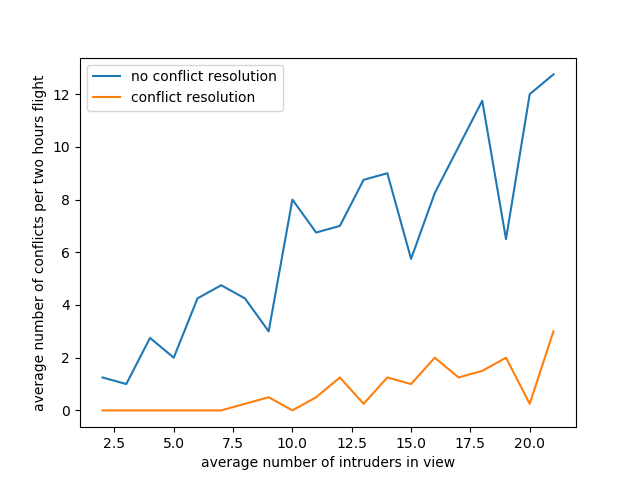 no conflict resolution
conflict resolution
average number of conflicts per two hours flight
12
10
8
6
4
2
0
2.5 5.0 7.5 10.0 12.5 15.0 17.5 20.0
average number of intruders in view